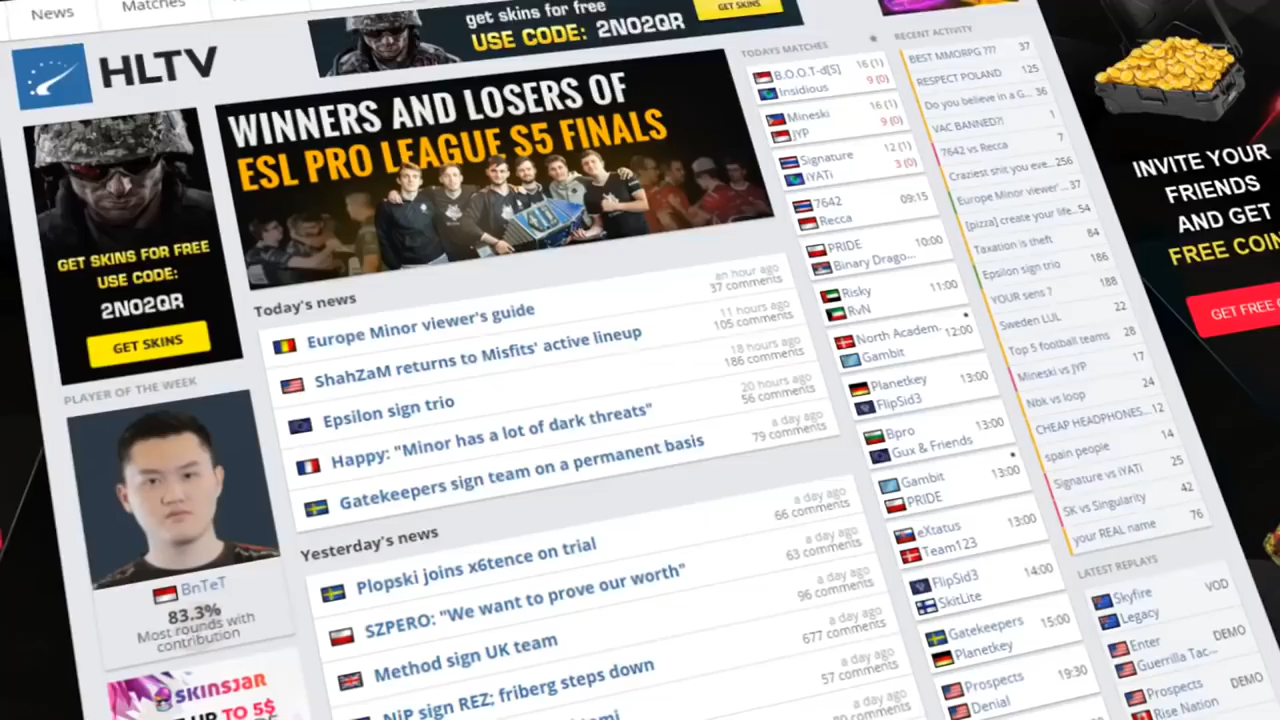 News
Matches
HLTV
get skins for free
USE CODE: 2NO2QR
GET SKINS
GET SKINS FOR FREE
USE CODE:
2NO2QR
GET SKINS
PLAYER OF THE WEEK
BnTeT
83.3%
Most rounds with
contribution
SKINSJAR
UP TO 5$
WINNERS AND LOSERS OF
ESL PRO LEAGUE S5 FINALS
Today's news
Europe Minor viewer's guide
an hour ago
37 comments
ShahZaM returns to Misfits' active lineup
11 hours ago
105 comments
Epsilon sign trio
18 hours ago
186 comments
Happy: "Minor has a lot of dark threats"
20 hours ago
56 comments
Gatekeepers sign team on a permanent basis
a day ago
79 comments
Yesterday's news
Plopski joins x6tence on trial
a day ago
66 comments
SZPERO: "We want to prove our worth"
a day ago
63 comments
Method sign UK team
a day ago
96 comments
NiP sign REZ; friberg steps down
a day ago
677 comments
a day ago
57 comments
a day ago
TODAYS MATCHES
B.O.O.T-d[S] 16 (1)
Insidious 9 (0)
Mineski 16 (1)
JYP 9 (0)
Signature 12 (1)
iYATi 3 (0)
7642
Recca
09:15
PRIDE
Binary Drago...
10:00
Risky
RvN
11:00
North Academ.
Gambit
12:00
Planetkey
FlipSid3
13:00
Bpro
Gux & Friends
13:00
Gambit
PRIDE
13:00
eXtatus
Team123
13:00
FlipSid3
SkitLite
14:00
Gatekeepers
Planetkey
15:00
Prospects
Denial
19:30
RECENT ACTIVITY
BEST MMORPG ??? 37
RESPECT POLAND 125
Do you believe in a G... 36
VAC BANNED?! 1
7642 vs Recca 7
Craziest shit you eve... 256
Europe Minor viewer'... 37
[pizza] create your life... 54
Taxation is theft 84
Epsilon sign trio 186
YOUR sens ? 188
Sweden LUL 22
Top 5 football teams 28
Mineski vs JYP 17
Nbk vs loop 24
CHEAP HEADPHONES... 12
spain people 14
Signature vs iYATi 25
SK vs Singularity 42
your REAL name 76
LATEST REPLAYS
Skyfire
Legacy
VOD
Enter
Guerrilla Tac...
DEMO
Prospects
Rise Nation
DEMO
INVITE YOUR
FRIENDS
AND GET
FREE COIN
GET FREE